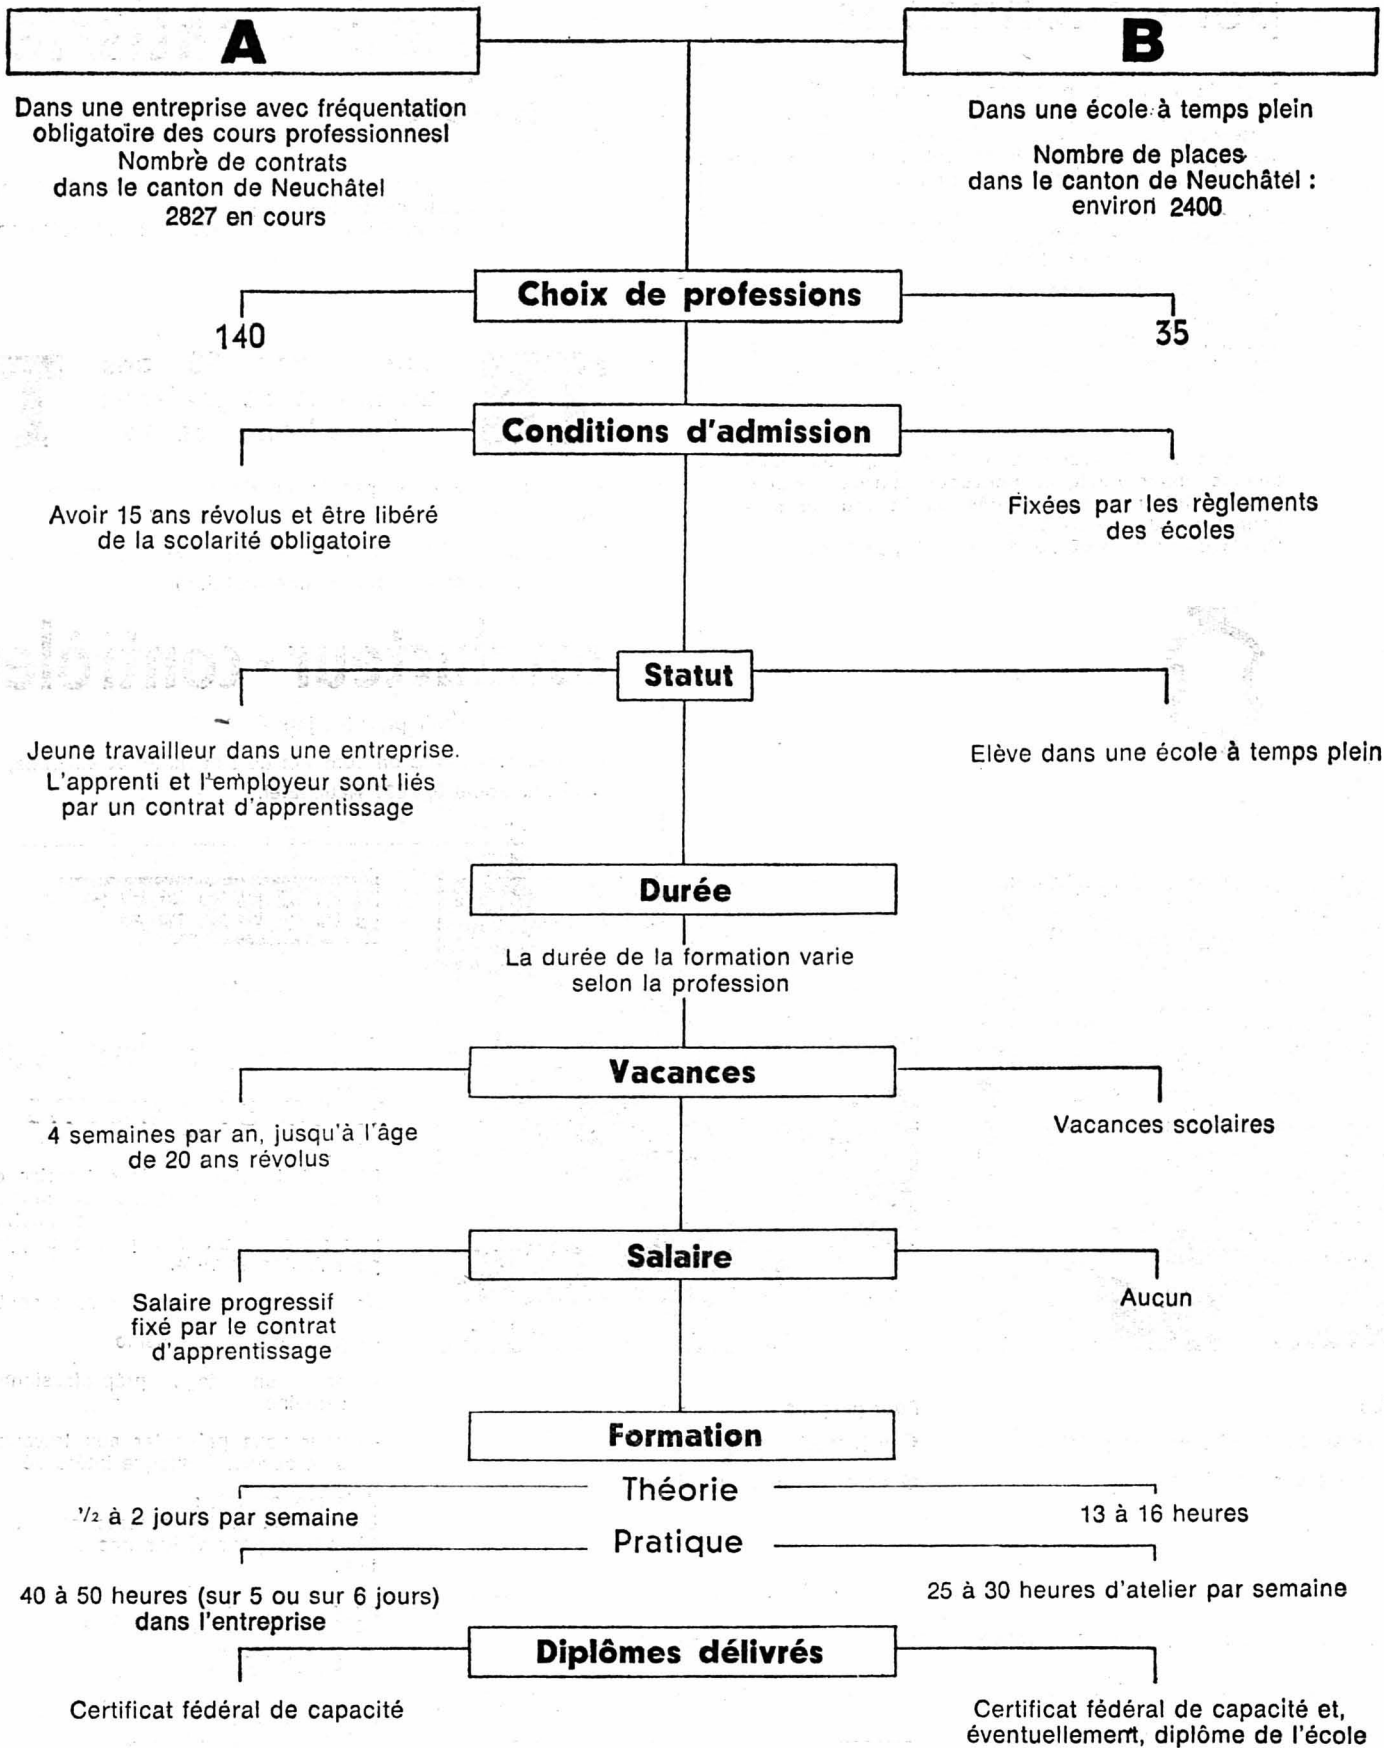 A
B
Dans une entreprise avec fréquentation
obligatoire des cours professionnesl
Nombre de contrats
dans le canton de Neuchâtel
2827 en cours
Dans une école à temps plein
Nombre de places
dans le canton de Neuchâtel :
environ 2400
Choix de professions
140
35
Conditions d'admission
Avoir 15 ans révolus et être libéré
de la scolarité obligatoire
Fixées par les règlements
des écoles
Statut
Jeune travailleur dans une entreprise.
L'apprenti et l'employeur sont liés
par un contrat d'apprentissage
Elève dans une école à temps plein
Durée
La durée de la formation varie
selon la profession
Vacances
4 semaines par an, jusqu'à l'âge
de 20 ans révolus
Vacances scolaires
Salaire
Salaire progressif
fixé par le contrat
d'apprentissage
Aucun
Formation
Théorie
1/2 à 2 jours par semaine
13 à 16 heures
Pratique
40 à 50 heures (sur 5 ou sur 6 jours)
dans l'entreprise
25 à 30 heures d'atelier par semaine
Diplômes délivrés
Certificat fédéral de capacité
Certificat fédéral de capacité et,
éventuellement, diplôme de l'école